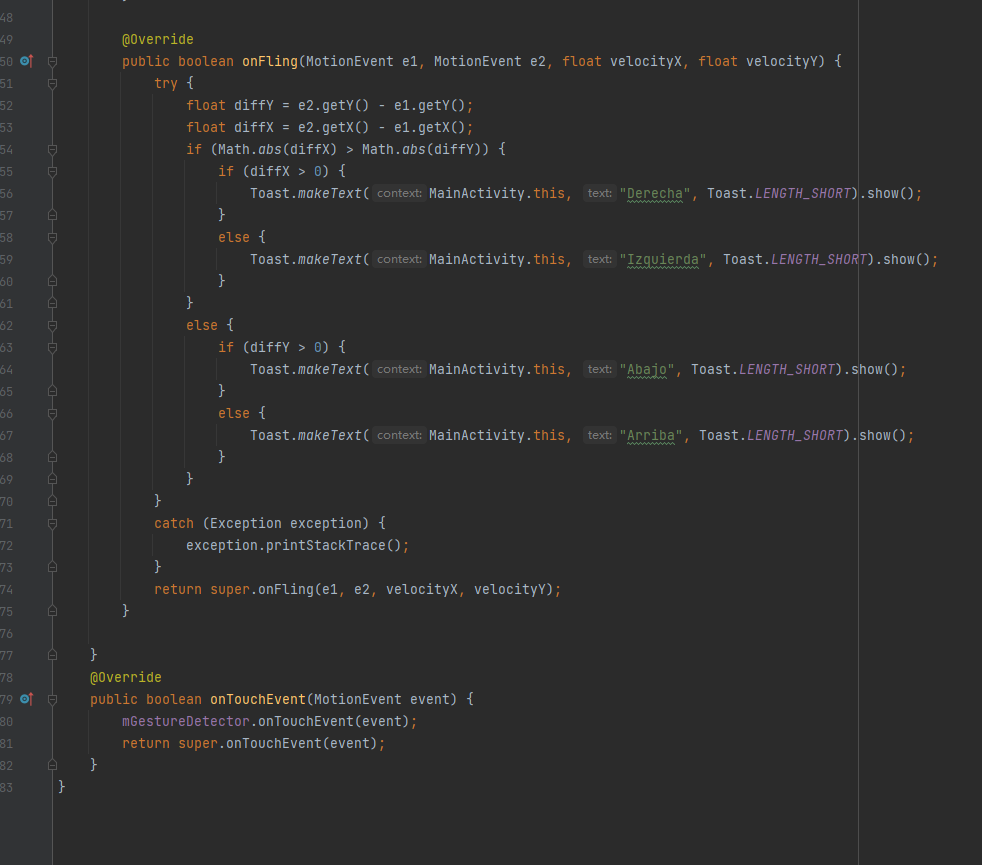 48
49 @Override
50 public boolean onFling(MotionEvent e1, MotionEvent e2, float velocityX, float velocityY) {
51 try {
52 float diffY = e2.getY() - e1.getY();
53 float diffX = e2.getX() - e1.getX();
54 if (Math.abs(diffX) > Math.abs(diffY)) {
55 if (diffX > 0) {
56 Toast.makeText( context: MainActivity.this, text: "Derecha", Toast.LENGTH_SHORT).show();
57 }
58 else {
59 Toast.makeText( context: MainActivity.this, text: "Izquierda", Toast.LENGTH_SHORT).show();
60 }
61 }
62 else {
63 if (diffY > 0) {
64 Toast.makeText( context: MainActivity.this, text: "Abajo", Toast.LENGTH_SHORT).show();
65 }
66 else {
67 Toast.makeText( context: MainActivity.this, text: "Arriba", Toast.LENGTH_SHORT).show();
68 }
69 }
70 }
71 catch (Exception exception) {
72 exception.printStackTrace();
73 }
74 return super.onFling(e1, e2, velocityX, velocityY);
75 }
76
77 }
78 @Override
79 public boolean onTouchEvent(MotionEvent event) {
80 mGestureDetector.onTouchEvent(event);
81 return super.onTouchEvent(event);
82 }
83 }